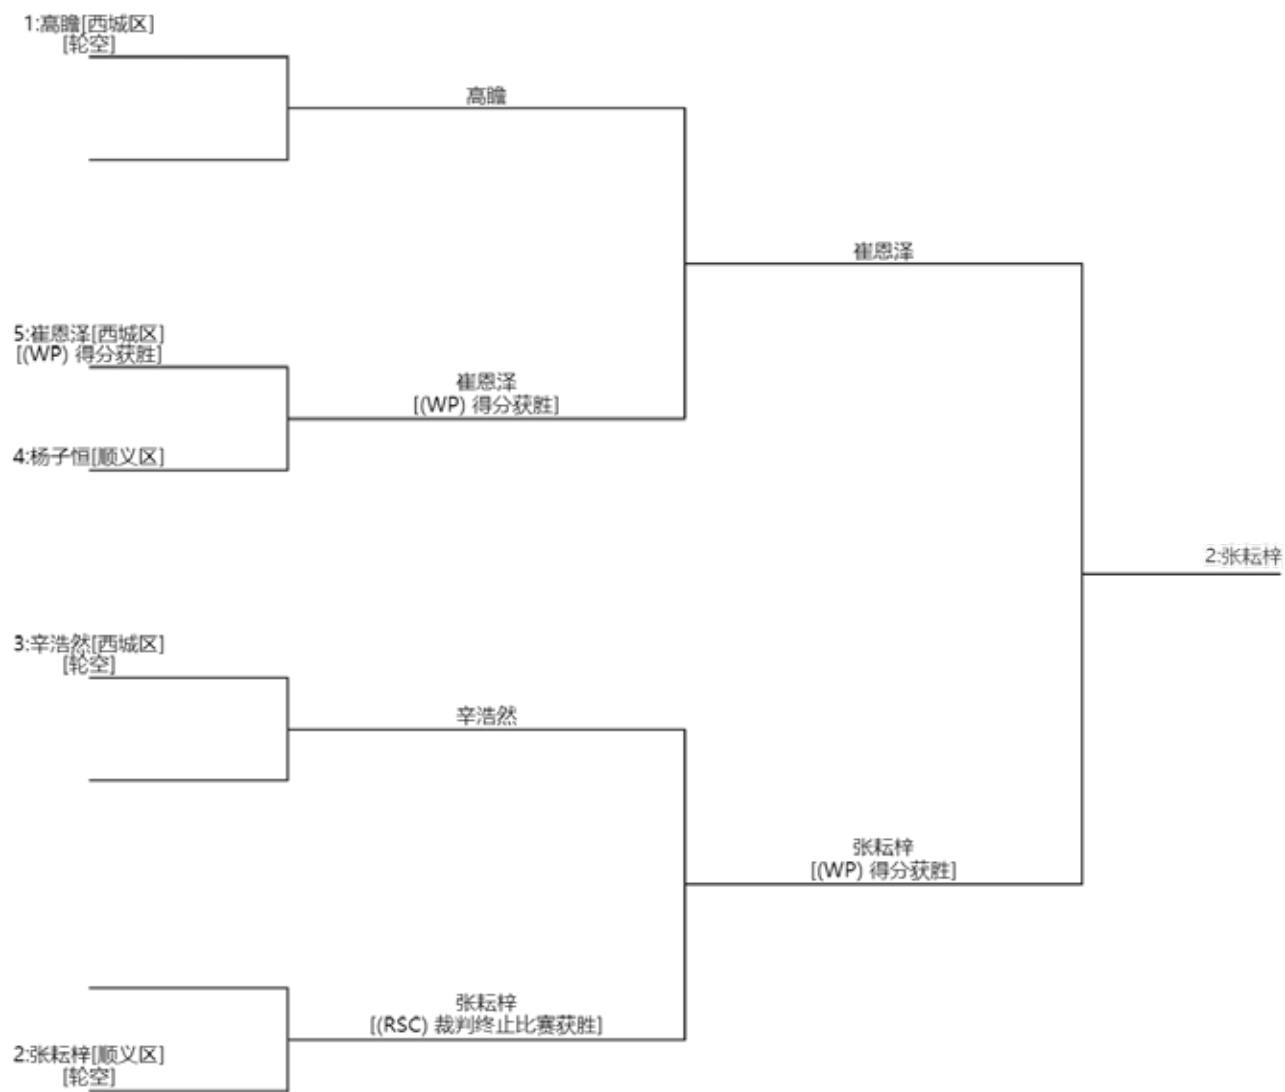 1:高瞻[西城区]
[轮空]
高瞻
崔恩泽
5:崔恩泽[西城区]
[(WP) 得分获胜]
崔恩泽
[(WP) 得分获胜]
4:杨子恒[顺义区]
2:张耘梓
3:辛浩然[西城区]
[轮空]
辛浩然
张耘梓
[(WP) 得分获胜]
张耘梓
[(RSC) 裁判终止比赛获胜]
2:张耘梓[顺义区]
[轮空]